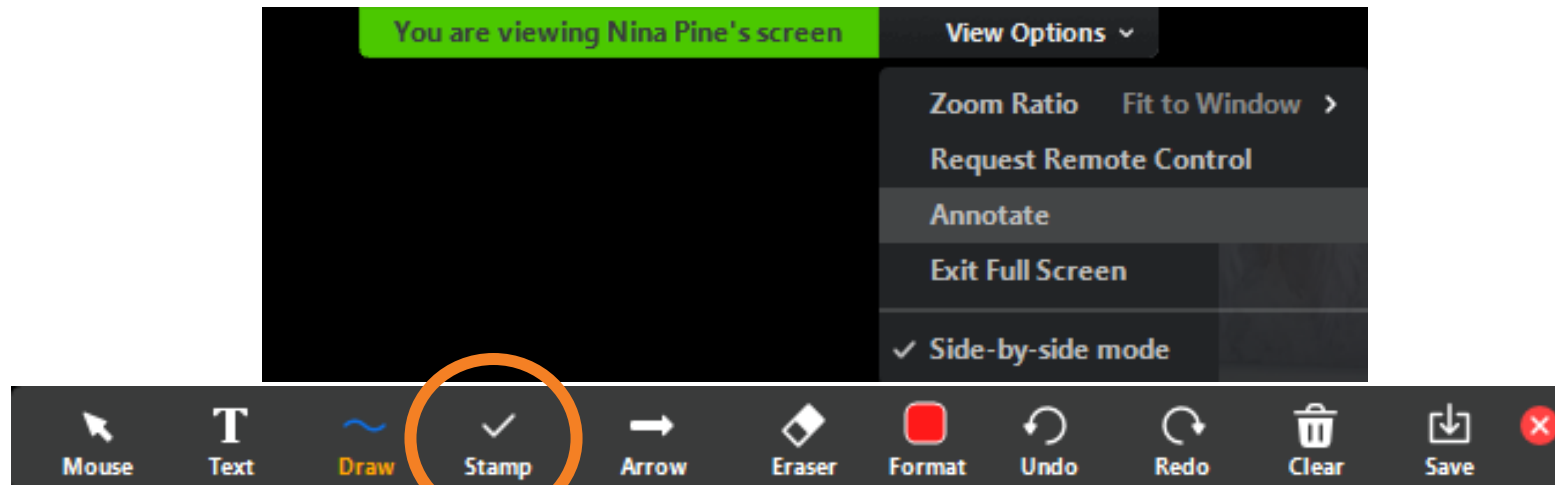 You are viewing Nina Pine's screen View Options
Zoom Ratio Fit to Window
Request Remote Control
Annotate
Exit Full Screen
Side-by-side mode
Mouse Text Draw Stamp Arrow Eraser Format Undo Redo Clear Save